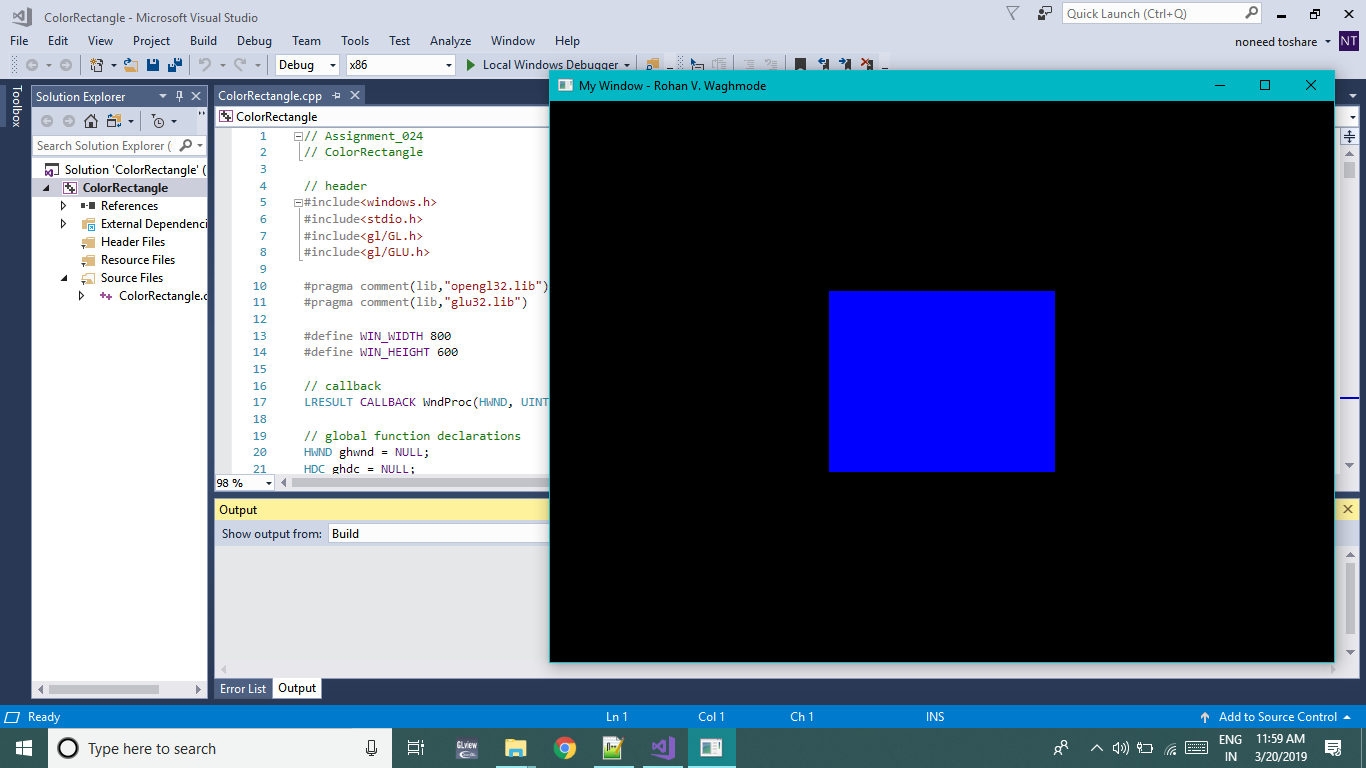 ColorRectangle - Microsoft Visual Studio
Quick Launch (Ctrl+Q)
File Edit View Project Build Debug Team Tools Test Analyze Window Help
noneed toshare NT
Debug x86 Local Windows Debugger
Toolbox
Solution Explorer
Search Solution Explorer (
Solution 'ColorRectangle' (
ColorRectangle
References
External Dependenci
Header Files
Resource Files
Source Files
ColorRectangle.c
ColorRectangle.cpp
ColorRectangle
1 // Assignment_024
2 // ColorRectangle
3
4 // header
5 #include<windows.h>
6 #include<stdio.h>
7 #include<gl/GL.h>
8 #include<gl/GLU.h>
9
10 #pragma comment(lib,"opengl32.lib")
11 #pragma comment(lib,"glu32.lib")
12
13 #define WIN_WIDTH 800
14 #define WIN_HEIGHT 600
15
16 // callback
17 LRESULT CALLBACK WndProc(HWND, UINT
18
19 // global function declarations
20 HWND ghwnd = NULL;
21 HDC ghdc = NULL;
98 %
Output
Show output from: Build
Error List Output
My Window - Rohan V. Waghmode
Ready Ln 1 Col 1 Ch 1 INS Add to Source Control
Type here to search
GLview
ENG
IN
11:59 AM
3/20/2019